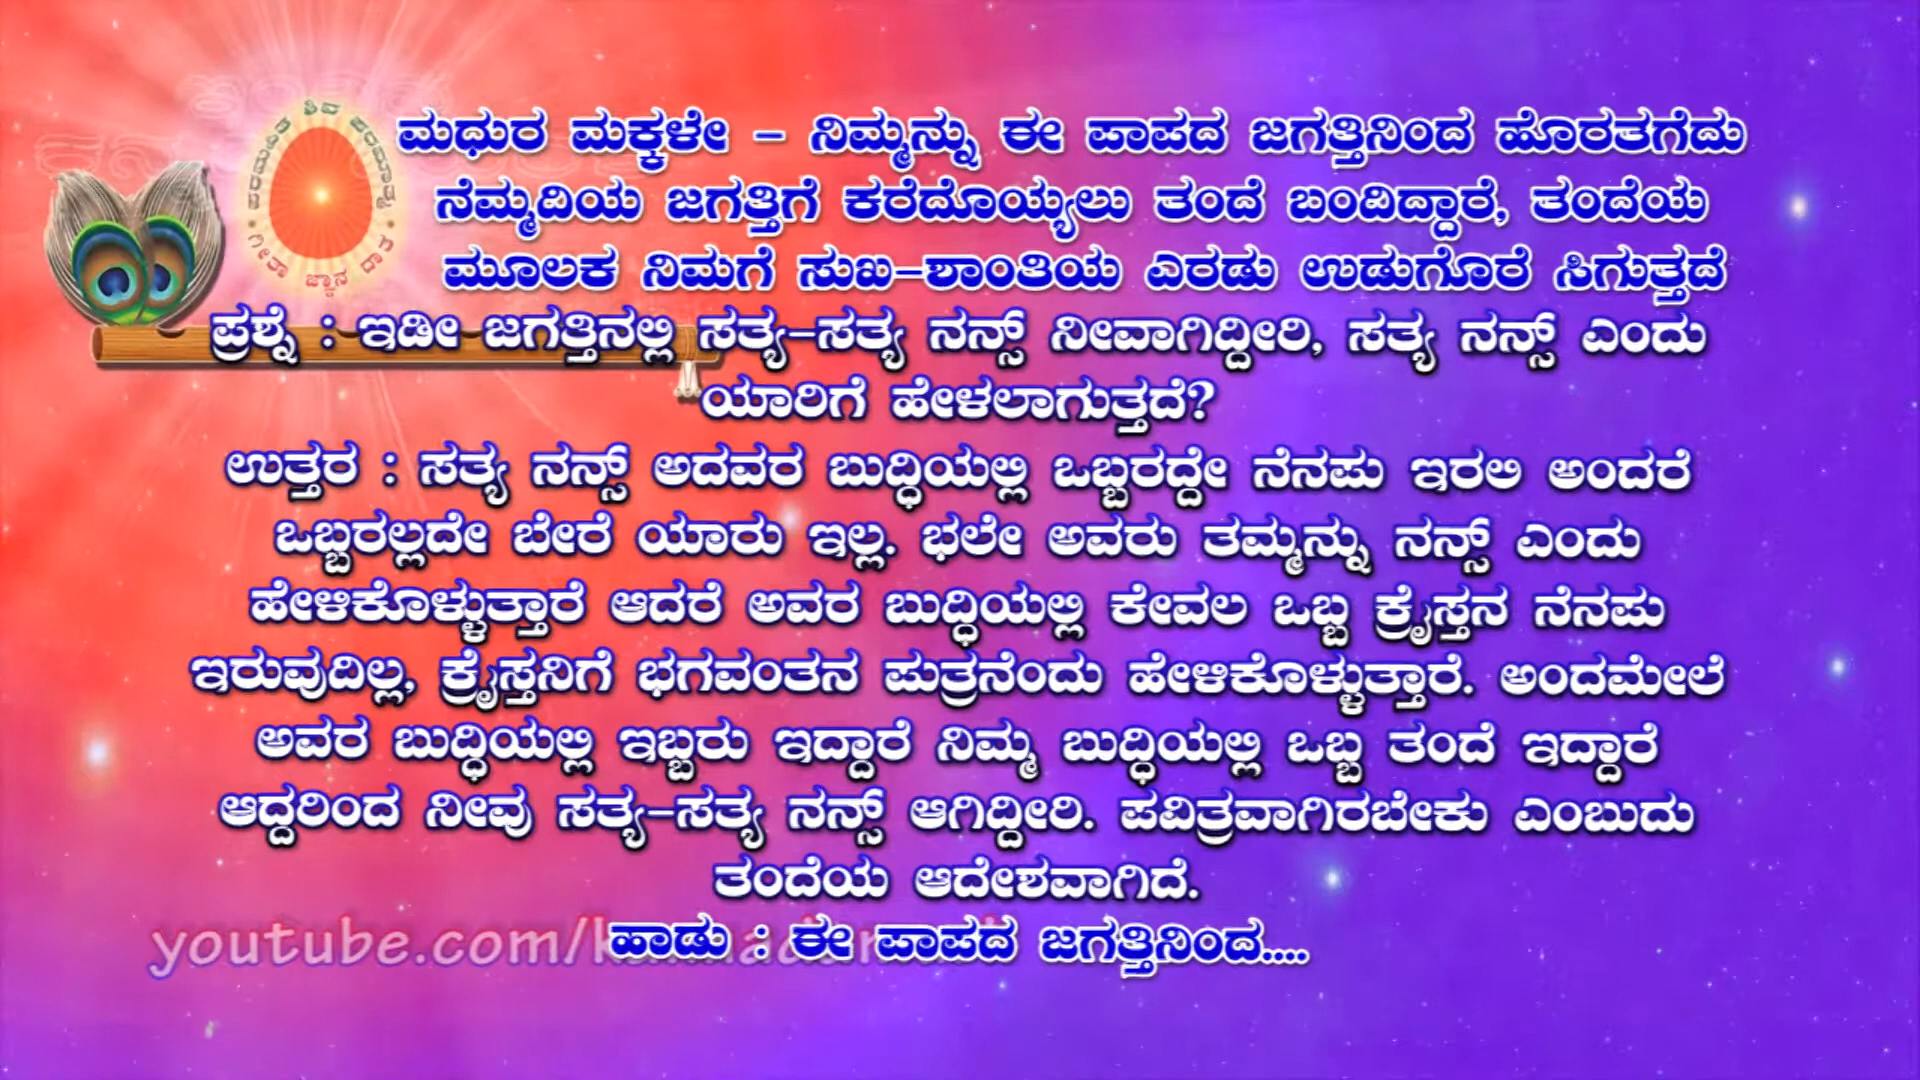 ಮಧುರ ಮಕ್ಕಳೇ – ನಿಮ್ಮನ್ನು ಈ ಪಾಪದ ಜಗತ್ತಿನಿಂದ ಹೊರತಗೆದು
ನೆಮ್ಮದಿಯ ಜಗತ್ತಿಗೆ ಕರೆದೊಯ್ಯಲು ತಂದೆ ಬಂದಿದ್ದಾರೆ, ತಂದೆಯ
ಮೂಲಕ ನಿಮಗೆ ಸುಖ–ಶಾಂತಿಯ ಎರಡು ಉಡುಗೊರೆ ಸಿಗುತ್ತದೆ
ಪ್ರಶ್ನೆ : ಇಡೀ ಜಗತ್ತಿನಲ್ಲಿ ಸತ್ಯ–ಸತ್ಯ ನನ್ಸ್ ನೀವಾಗಿದ್ದೀರಿ, ಸತ್ಯ ನನ್ಸ್ ಎಂದು
ಯಾರಿಗೆ ಹೇಳಲಾಗುತ್ತದೆ?
ಉತ್ತರ : ಸತ್ಯ ನನ್ಸ್ ಅದವರ ಬುದ್ಧಿಯಲ್ಲಿ ಒಬ್ಬರದ್ದೇ ನೆನಪು ಇರಲಿ ಅಂದರೆ
ಒಬ್ಬರಲ್ಲದೇ ಬೇರೆ ಯಾರು ಇಲ್ಲ. ಭಲೇ ಅವರು ತಮ್ಮನ್ನು ನನ್ಸ್ ಎಂದು
ಹೇಳಿಕೊಳ್ಳುತ್ತಾರೆ ಆದರೆ ಅವರ ಬುದ್ಧಿಯಲ್ಲಿ ಕೇವಲ ಒಬ್ಬ ಕ್ರೈಸ್ತನ ನೆನಪು
ಇರುವುದಿಲ್ಲ, ಕ್ರೈಸ್ತನಿಗೆ ಭಗವಂತನ ಪುತ್ರನೆಂದು ಹೇಳಿಕೊಳ್ಳುತ್ತಾರೆ. ಅಂದಮೇಲೆ
ಅವರ ಬುದ್ಧಿಯಲ್ಲಿ ಇಬ್ಬರು ಇದ್ದಾರೆ ನಿಮ್ಮ ಬುದ್ಧಿಯಲ್ಲಿ ಒಬ್ಬ ತಂದೆ ಇದ್ದಾರೆ
ಆದ್ದರಿಂದ ನೀವು ಸತ್ಯ–ಸತ್ಯ ನನ್ಸ್ ಆಗಿದ್ದೀರಿ. ಪವಿತ್ರವಾಗಿರಬೇಕು ಎಂಬುದು
ತಂದೆಯ ಆದೇಶವಾಗಿದೆ.
ಹಾಡು : ಈ ಪಾಪದ ಜಗತ್ತಿನಿಂದ....
ಪರಮಪಿತ ಶಿವ ಪರಮಾತ್ಮ
ಗೀತಾ ಜ್ಞಾನ ದಾತ
youtube.com/